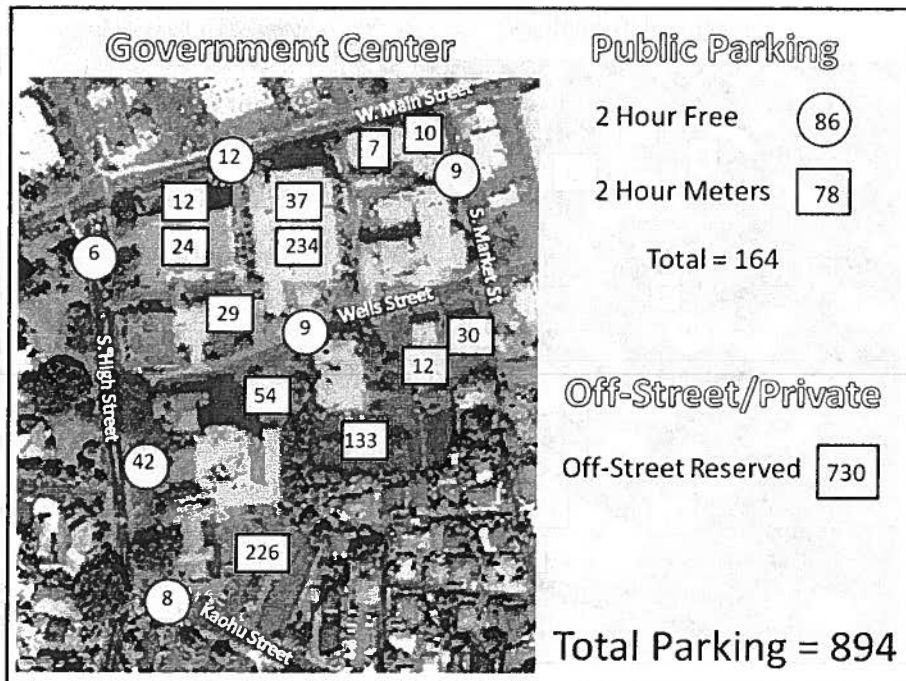 Government Center
W. Main Street
10
7
12
9
12
37
24
234
6
S. Market St.
29
Wells Street
9
30
12
S. High Street
54
133
42
226
8
Kaohu Street
Public Parking
2 Hour Free 86
2 Hour Meters 78
Total = 164
Off-Street/Private
Off-Street Reserved 730
Total Parking = 894